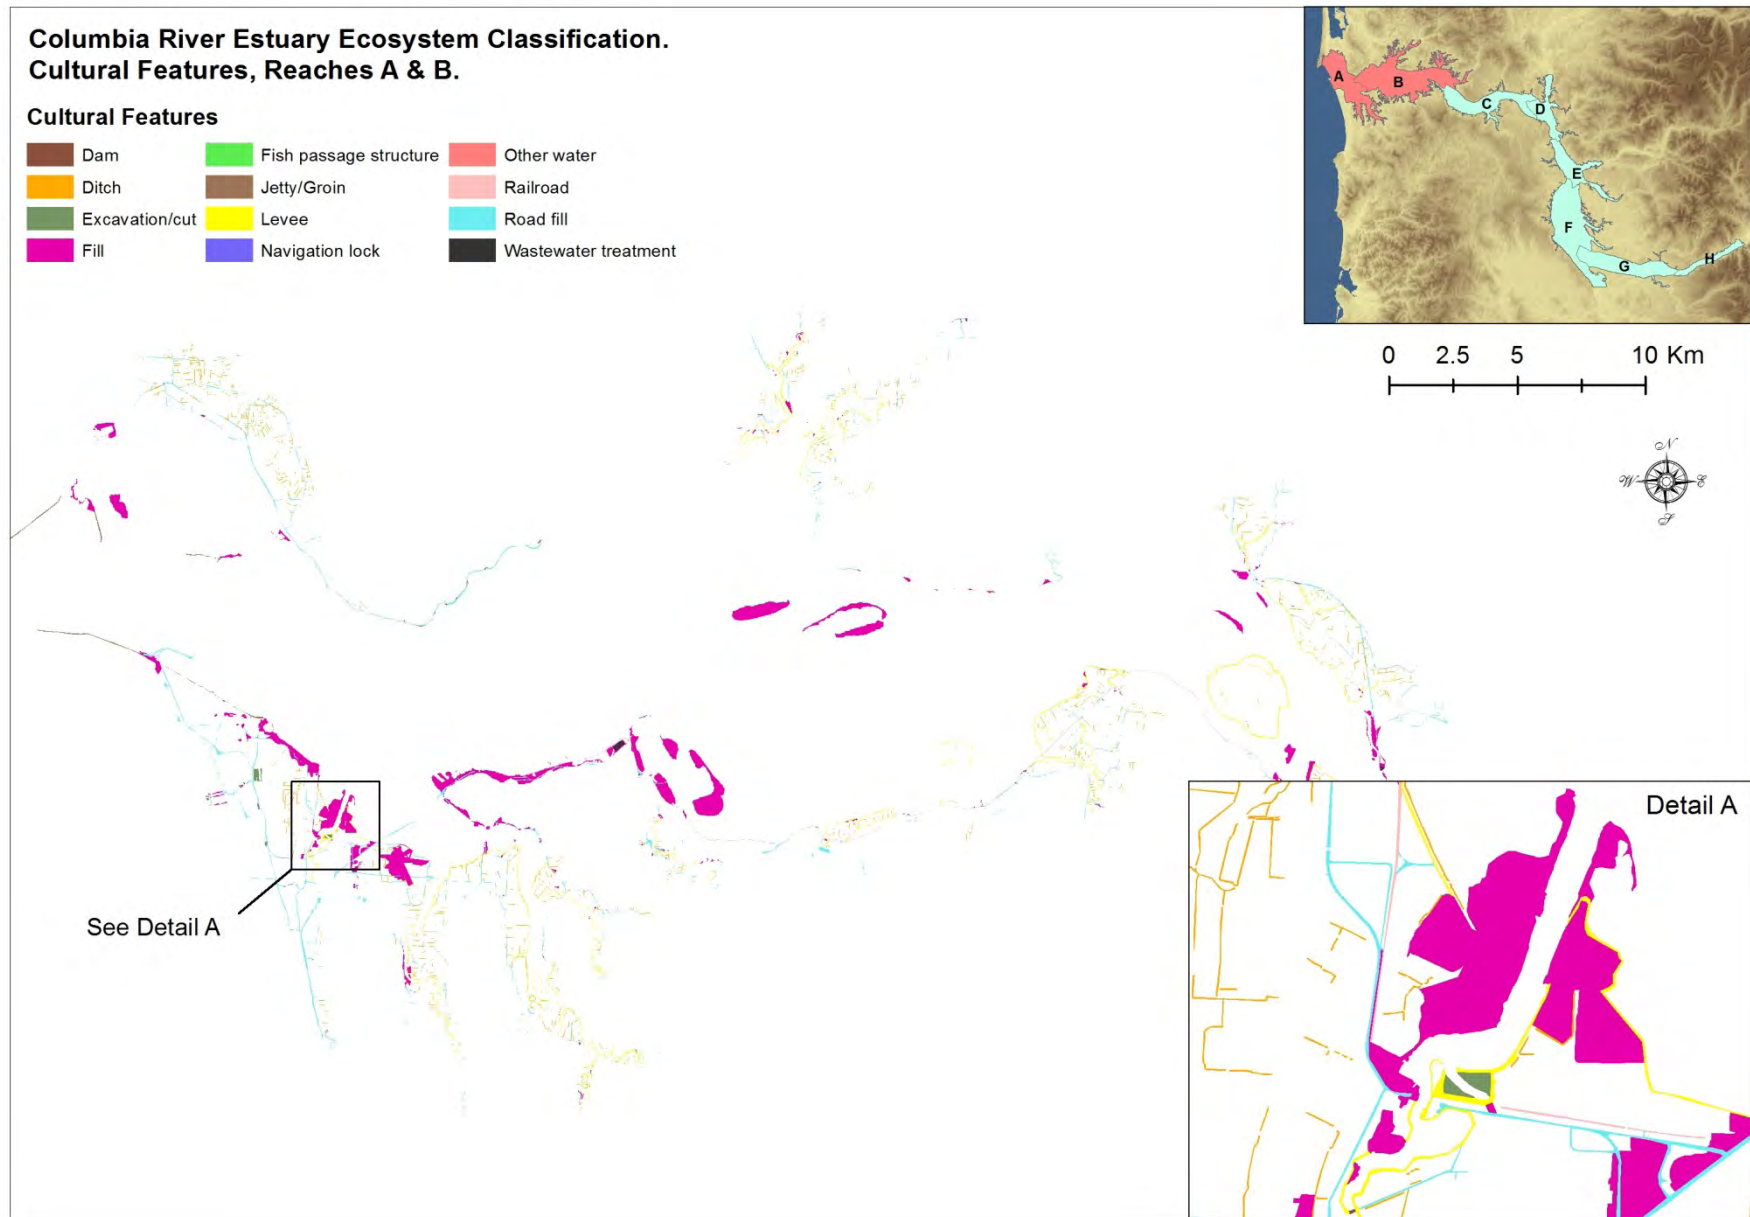 Columbia River Estuary Ecosystem Classification.
Cultural Features, Reaches A & B.
Cultural Features
Dam
Fish passage structure
Other water
Ditch
Jetty/Groin
Railroad
Excavation/cut
Levee
Road fill
Fill
Navigation lock
Wastewater treatment
A
B
C
D
E
F
G
H
0 2.5 5 10 Km
N
W
E
S
See Detail A
Detail A